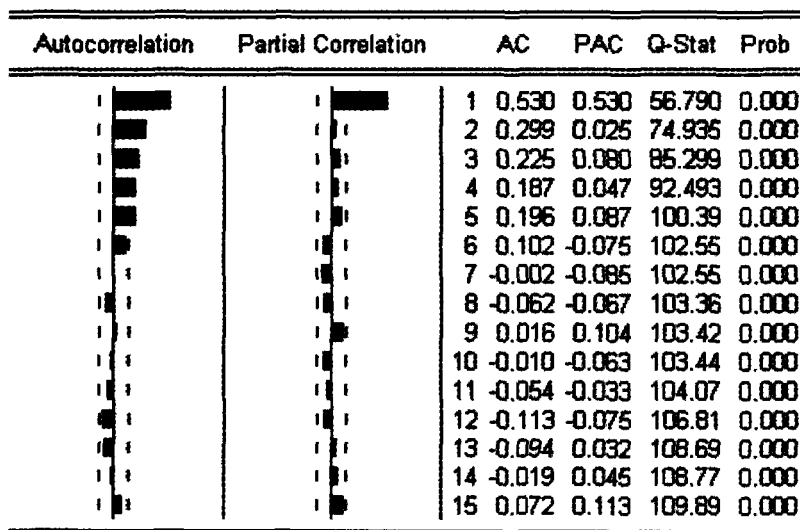 Autocorrelation Partial Correlation AC PAC Q-Stat Prob
1 0.530 0.530 56.790 0.000
2 0.299 0.025 74.935 0.000
3 0.225 0.080 85.299 0.000
4 0.187 0.047 92.493 0.000
5 0.196 0.087 100.39 0.000
6 0.102 -0.075 102.55 0.000
7 -0.002 -0.085 102.55 0.000
8 -0.062 -0.067 103.36 0.000
9 0.016 0.104 103.42 0.000
10 -0.010 -0.063 103.44 0.000
11 -0.054 -0.033 104.07 0.000
12 -0.113 -0.075 106.81 0.000
13 -0.094 0.032 108.69 0.000
14 -0.019 0.045 108.77 0.000
15 0.072 0.113 109.89 0.000